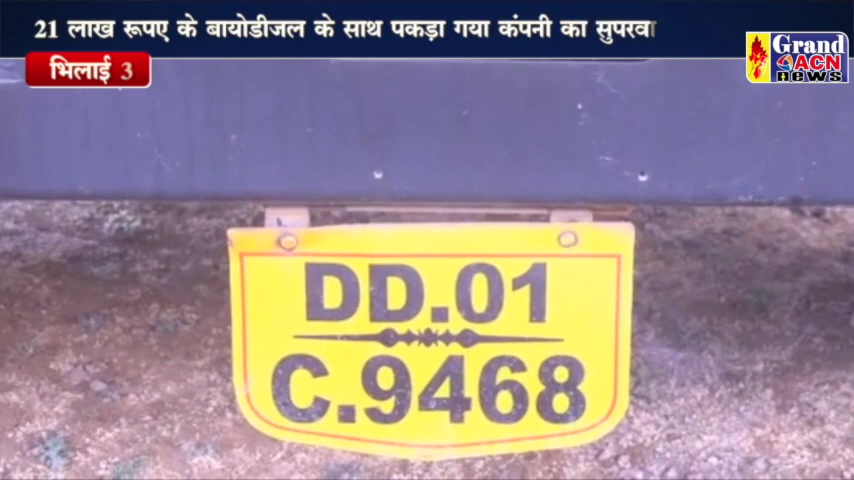 21 लाख रूपए के बायोडीजल के साथ पकड़ा गया कंपनी का सुपरवा
भिलाई 3
Grand
ACN
news
DD.01
C.9468